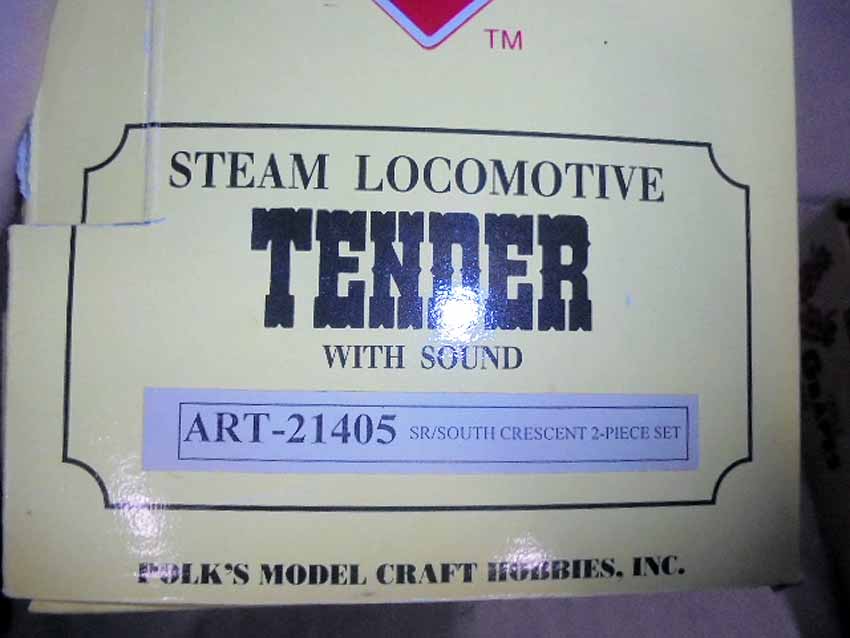 TM
STEAM LOCOMOTIVE
TENDER
WITH SOUND
ART-21405 SR/SOUTH CRESCENT 2-PIECE SET
POLK'S MODEL CRAFT HOBBIES, INC.